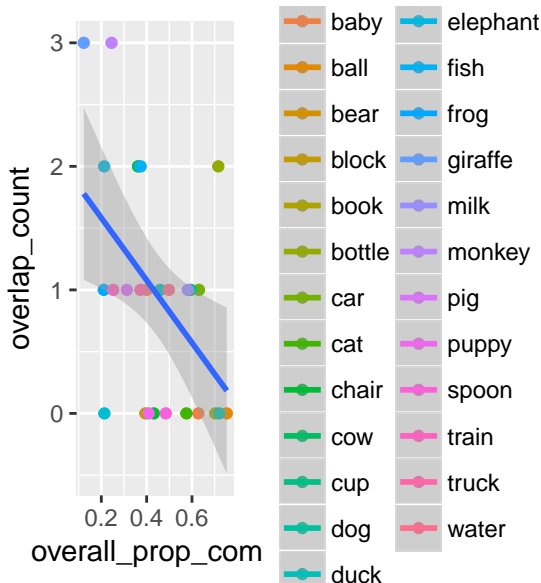 overlap_count
3
2
1
0
0.2 0.4 0.6
overall_prop_com
baby
ball
bear
block
book
bottle
car
cat
chair
cow
cup
dog
duck
elephant
fish
frog
giraffe
milk
monkey
pig
puppy
spoon
train
truck
water